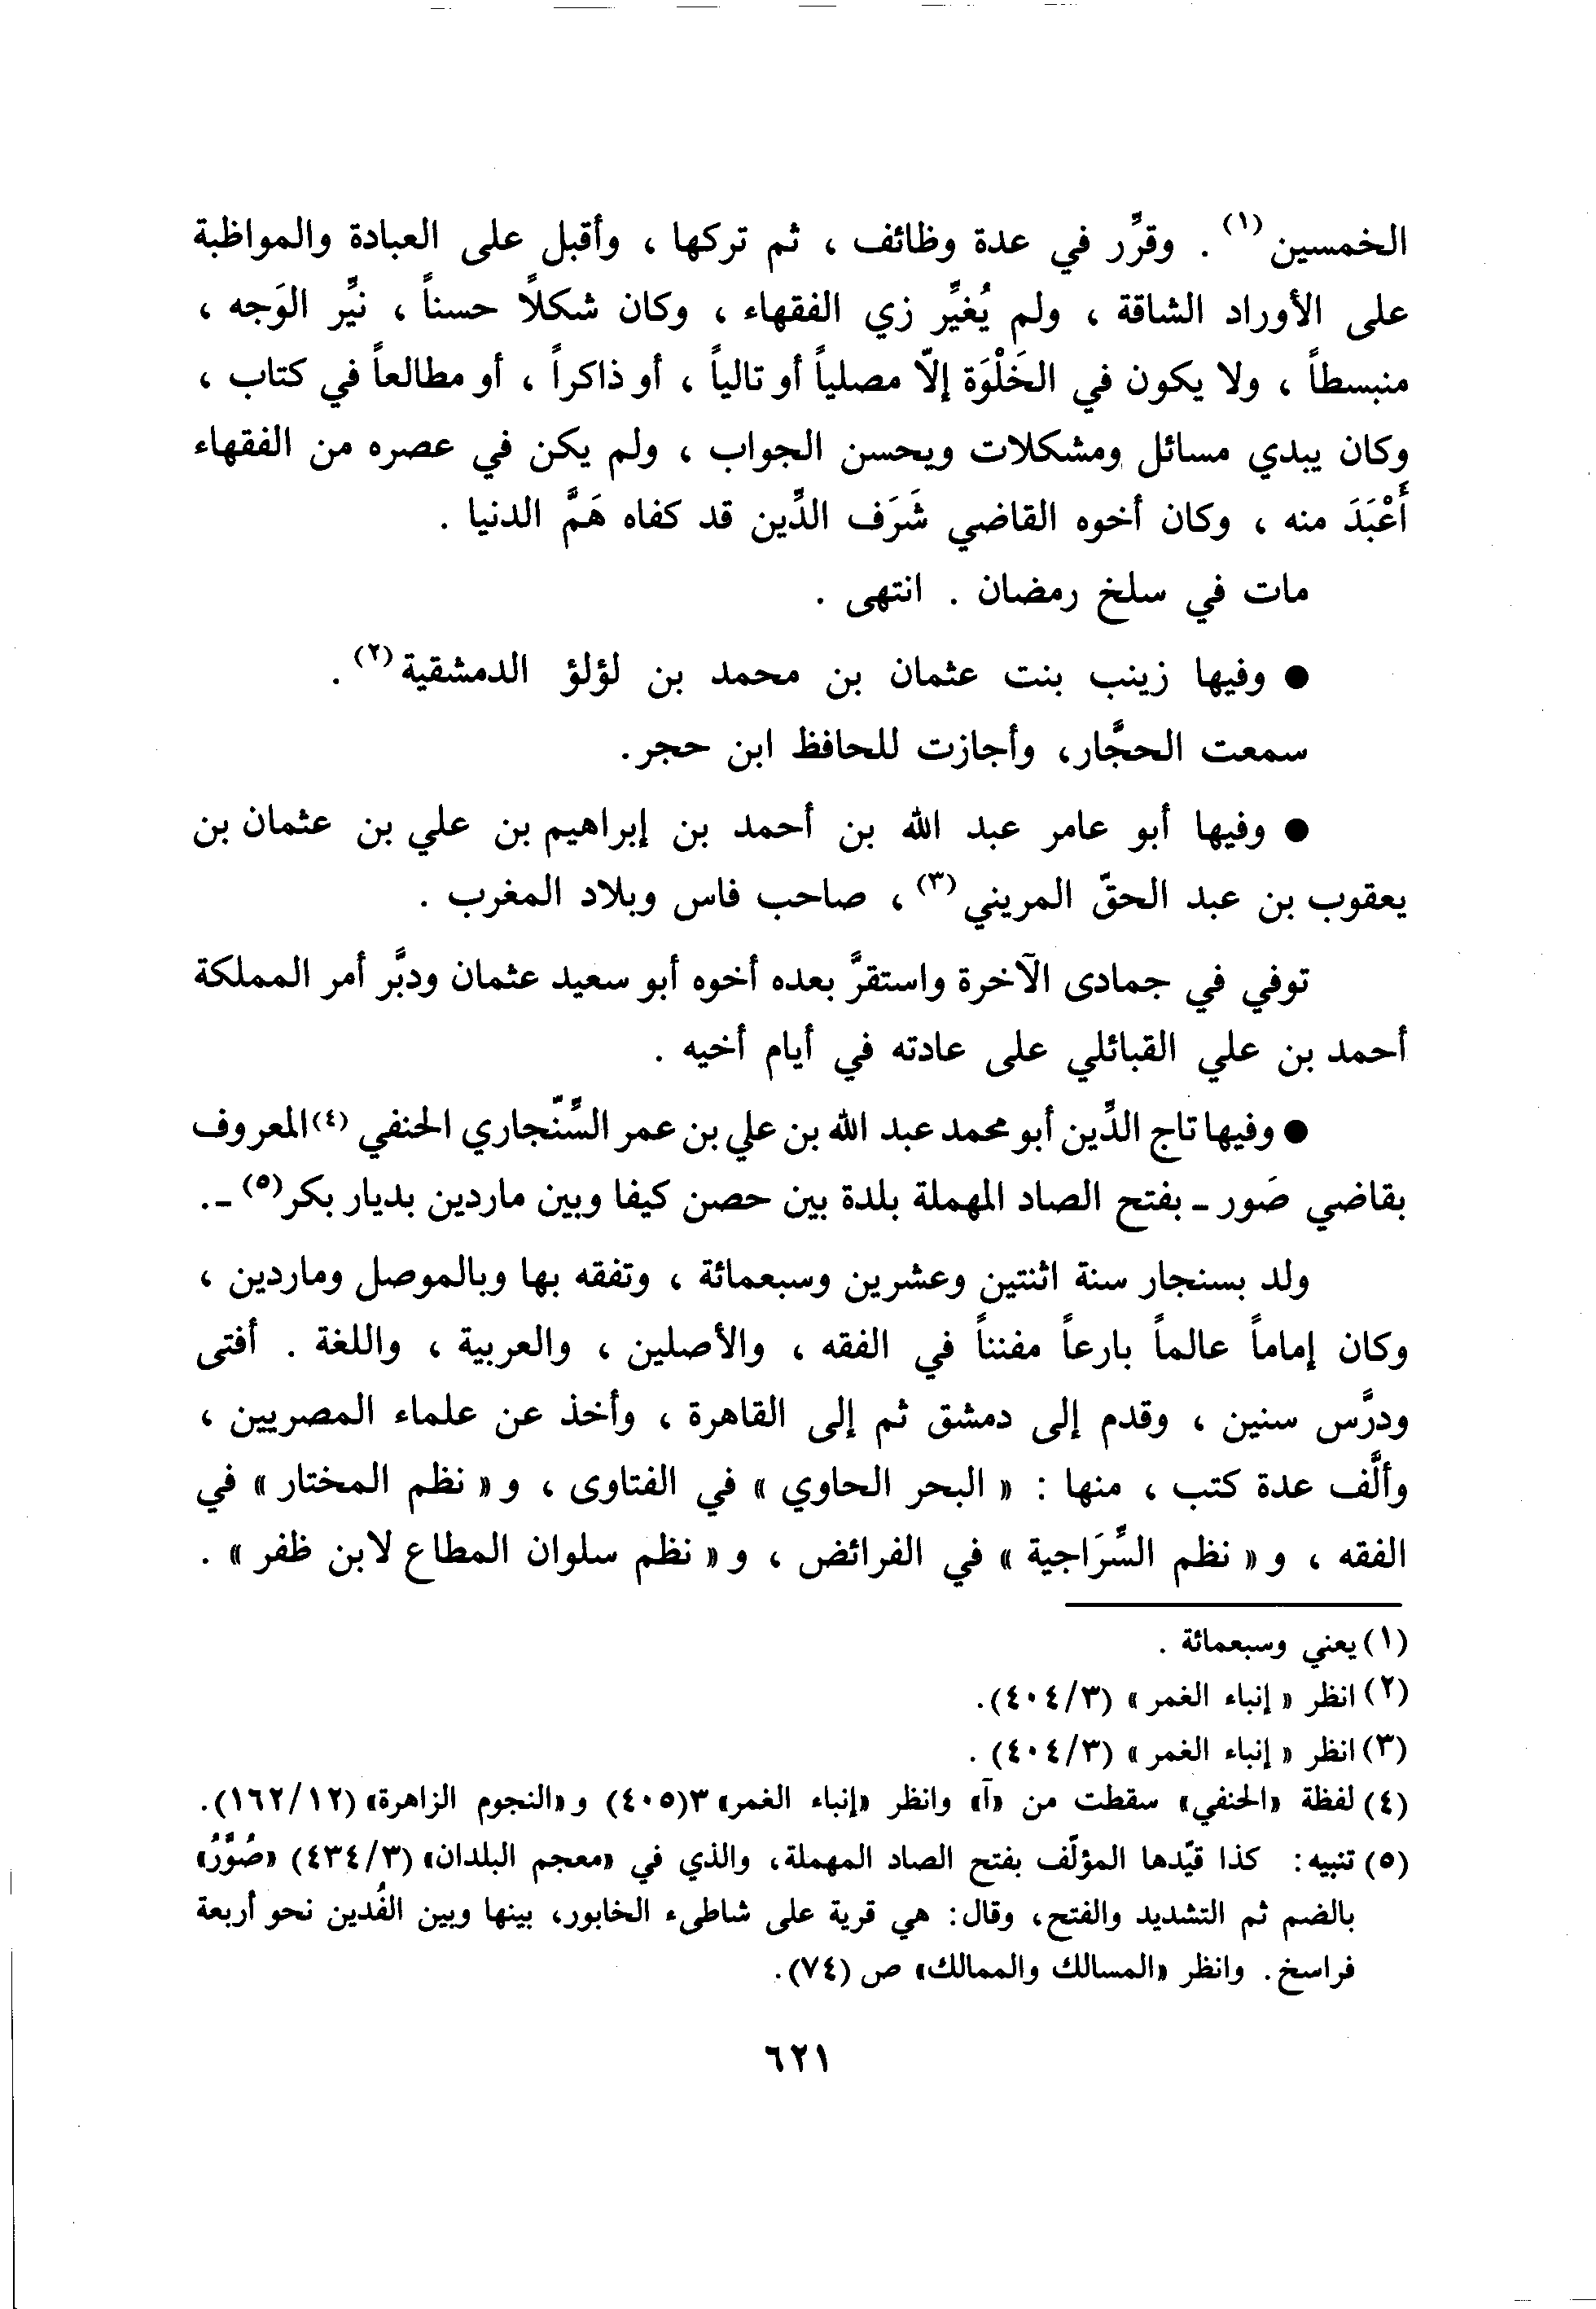 الخمسين (١) . وقرِّر في عدة وظائف ، ثم تركها ، وأقبل على العبادة والمواظبة
على الأوراد الشاقة ، ولم يُغيِّر زي الفقهاء ، وكان شكلاً حسناً ، نيِّر الوَجه ،
منبسطاً ، ولا يكون في الخَلْوَة إلّا مصلياً أو تالياً ، أو ذاكراً ، أو مطالعاً في كتاب ،
وكان يبدي مسائل ومشكلات ويحسن الجواب ، ولم يكن في عصره من الفقهاء
أَعْبَدَ منه ، وكان أخوه القاضي شَرَف الدِّين قد كفاه هَمَّ الدنيا .
مات في سلخ رمضان . انتهى .
● وفيها زينب بنت عثمان بن محمد بن لؤلؤ الدمشقية (٢) .
سمعت الحجَّار، وأجازت للحافظ ابن حجر.
● وفيها أبو عامر عبد الله بن أحمد بن إبراهيم بن علي بن عثمان بن
يعقوب بن عبد الحقّ المريني (٣) ، صاحب فاس وبلاد المغرب .
توفي في جمادى الآخرة واستقرَّ بعده أخوه أبو سعيد عثمان ودبَّر أمر المملكة
أحمد بن علي القبائلي على عادته في أيام أخيه .
● وفيها تاج الدِّين أبو محمد عبد الله بن علي بن عمر السِّنّجاري الحنفي (٤) المعروف
بقاضي صَور ـ بفتح الصاد المهملة بلدة بين حصن كيفا وبين ماردين بديار بكر (٥) ـ.
ولد بسنجار سنة اثنتين وعشرين وسبعمائة ، وتفقه بها وبالموصل وماردين ،
وكان إماماً عالماً بارعاً مفنناً في الفقه ، والأصلين ، والعربية ، واللغة . أفتى
ودرَّس سنين ، وقدم إلى دمشق ثم إلى القاهرة ، وأخذ عن علماء المصريين ،
وألَّف عدة كتب ، منها : « البحر الحاوي » في الفتاوى ، و « نظم المختار » في
الفقه ، و « نظم السِّرَاجية » في الفرائض ، و « نظم سلوان المطاع لابن ظفر » .
(١) يعني وسبعمائة .
(٢) انظر « إنباء الغمر » (٤٠٤/٣).
(٣) انظر « إنباء الغمر » (٤٠٤/٣) .
(٤) لفظة «الحنفي» سقطت من «آ» وانظر «إنباء الغمر» ٣(٤٠٥) و«النجوم الزاهرة» (١٦٢/١٢).
(٥) تنبيه: كذا قيّدها المؤلّف بفتح الصاد المهملة، والذي في «معجم البلدان» (٤٣٤/٣) «صُوَّرُ»
بالضم ثم التشديد والفتح، وقال: هي قرية على شاطىء الخابور، بينها وبين الفُدين نحو أربعة
فراسخ. وانظر «المسالك والممالك» ص (٧٤).
٦٢١